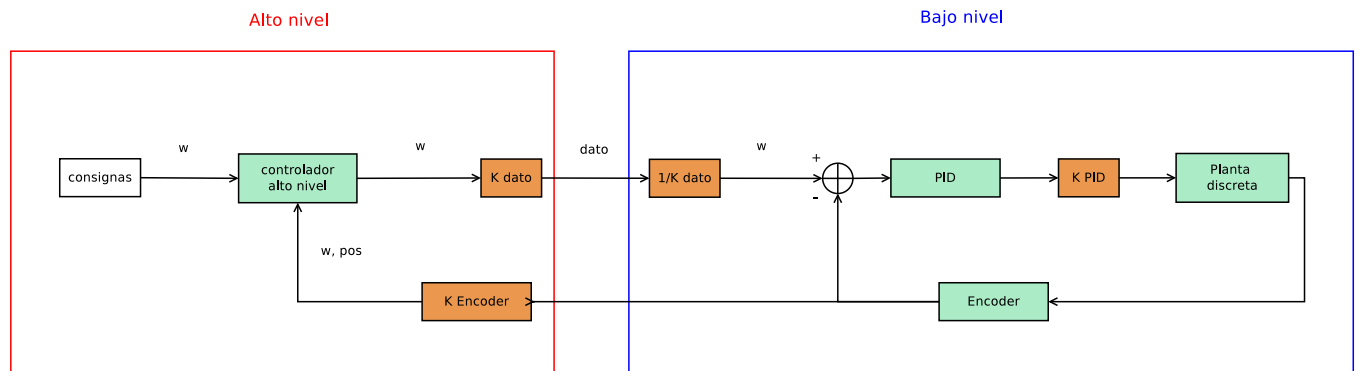 Alto nivel
Bajo nivel
consignas
w
controlador
alto nivel
w
K dato
dato
1/K dato
w
+
-
PID
K PID
Planta
discreta
w, pos
K Encoder
Encoder